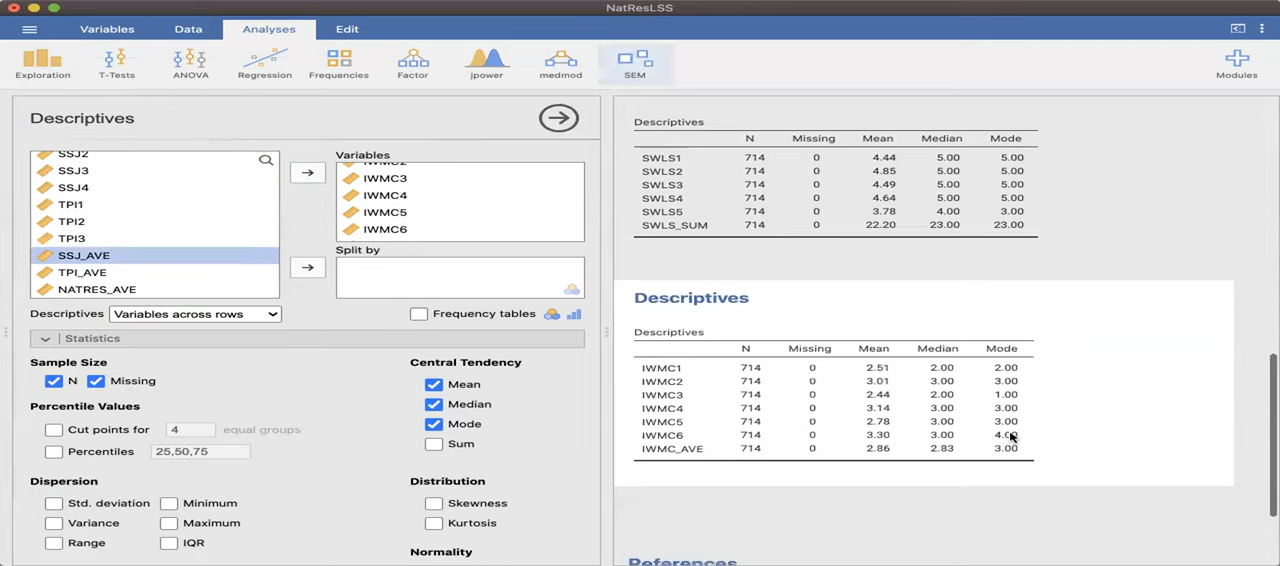 NatResLSS
Variables Data Analyses Edit
Exploration T-Tests ANOVA Regression Frequencies Factor jpower medmod SEM Modules
Descriptives
SSJ2
SSJ3
SSJ4
TPI1
TPI2
TPI3
SSJ_AVE
TPI_AVE
NATRES_AVE
Variables
IWMC2
IWMC3
IWMC4
IWMC5
IWMC6
Split by
Descriptives Variables across rows Frequency tables
Statistics
Sample Size
N Missing
Percentile Values
Cut points for 4 equal groups
Percentiles 25,50,75
Dispersion
Std. deviation Minimum
Variance Maximum
Range IQR
Central Tendency
Mean
Median
Mode
Sum
Distribution
Skewness
Kurtosis
Normality
Descriptives
N Missing Mean Median Mode
SWLS1 714 0 4.44 5.00 5.00
SWLS2 714 0 4.85 5.00 5.00
SWLS3 714 0 4.49 5.00 5.00
SWLS4 714 0 4.64 5.00 5.00
SWLS5 714 0 3.78 4.00 3.00
SWLS_SUM 714 0 22.20 23.00 23.00
Descriptives
Descriptives
N Missing Mean Median Mode
IWMC1 714 0 2.51 2.00 2.00
IWMC2 714 0 3.01 3.00 3.00
IWMC3 714 0 2.44 2.00 1.00
IWMC4 714 0 3.14 3.00 3.00
IWMC5 714 0 2.78 3.00 3.00
IWMC6 714 0 3.30 3.00 4.00
IWMC_AVE 714 0 2.86 2.83 3.00
References